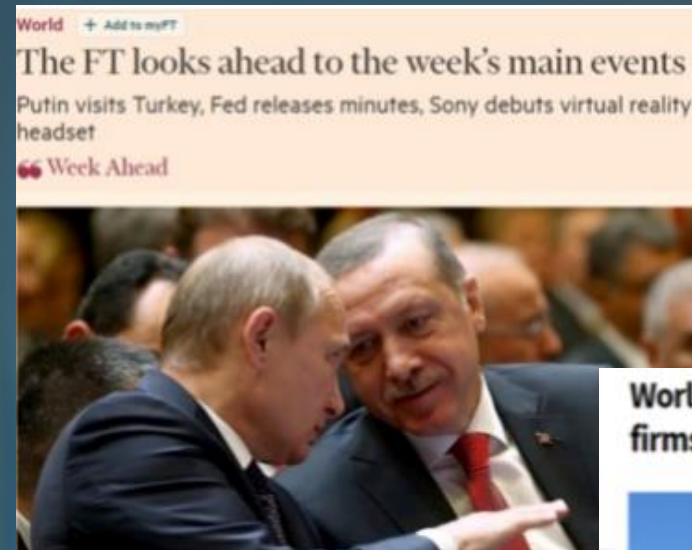 World + Add to myFT
The FT looks ahead to the week's main events
Putin visits Turkey, Fed releases minutes, Sony debuts virtual reality
headset
Week Ahead
firms